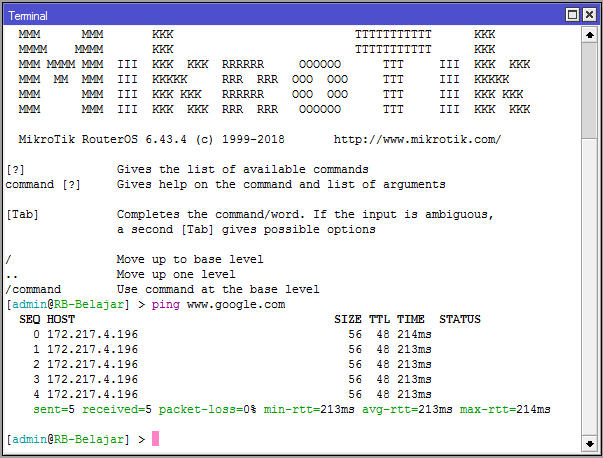 Terminal
MMM      MMM       KKK                          TTTTTTTTTTT      KKK
MMMM    MMMM       KKK                          TTTTTTTTTTT      KKK
MMM MMMM MMM  III  KKK  KKK  RRRRRR     OOOOOO      TTT     III  KKK  KKK
MMM  MM  MMM  III  KKKKK     RRR  RRR  OOO  OOO     TTT     III  KKKKK
MMM      MMM  III  KKK KKK   RRRRRR    OOO  OOO     TTT     III  KKK KKK
MMM      MMM  III  KKK  KKK  RRR  RRR   OOOOOO      TTT     III  KKK  KKK
MikroTik RouterOS 6.43.4 (c) 1999-2018       http://www.mikrotik.com/
[?]             Gives the list of available commands
command [?]     Gives help on the command and list of arguments
[Tab]           Completes the command/word. If the input is ambiguous,
a second [Tab] gives possible options
/               Move up to base level
..              Move up one level
/command        Use command at the base level
[admin@RB-Belajar] > ping www.google.com
SEQ HOST                                     SIZE TTL TIME  STATUS
0 172.217.4.196                              56  48 214ms
1 172.217.4.196                              56  48 213ms
2 172.217.4.196                              56  48 213ms
3 172.217.4.196                              56  48 213ms
4 172.217.4.196                              56  48 213ms
sent=5 received=5 packet-loss=0% min-rtt=213ms avg-rtt=213ms max-rtt=214ms
[admin@RB-Belajar] >